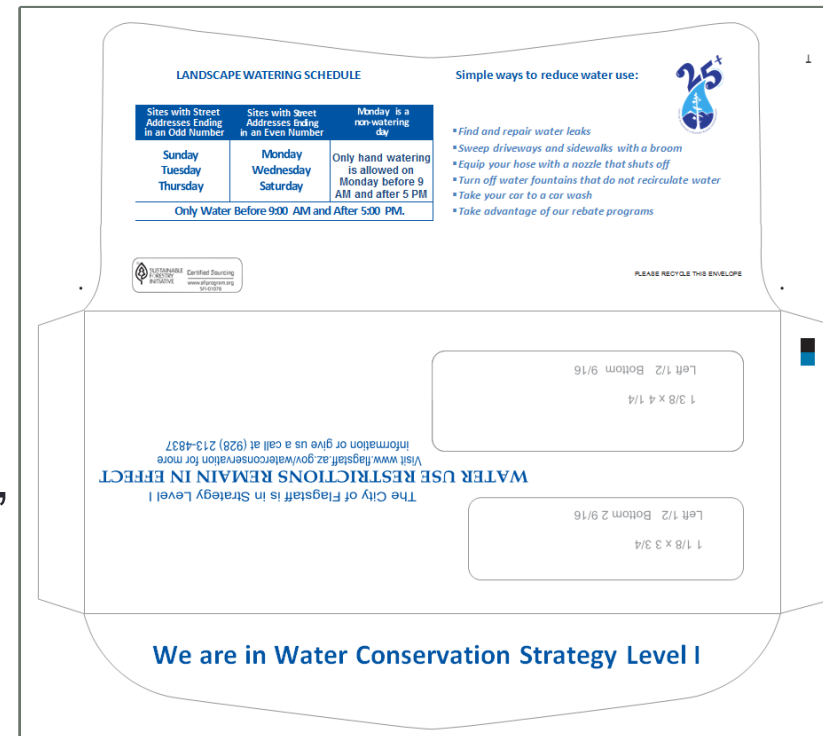 LANDSCAPE WATERING SCHEDULE
Sites with Street
Addresses Ending
in an Odd Number
Sites with Street
Addresses Ending
in an Even Number
Monday is a
non-watering
day
Sunday
Tuesday
Thursday
Monday
Wednesday
Saturday
Only hand watering
is allowed on
Monday before 9
AM and after 5 PM
Only Water Before 9:00 AM and After 5:00 PM.
Simple ways to reduce water use:
25+
▪Find and repair water leaks
▪Sweep driveways and sidewalks with a broom
▪Equip your hose with a nozzle that shuts off
▪Turn off water fountains that do not recirculate water
▪Take your car to a car wash
▪Take advantage of our rebate programs
SUSTAINABLE
FORESTRY
INITIATIVE
Certified Sourcing
www.sfiprogram.org
SFI-01078
PLEASE RECYCLE THIS ENVELOPE
The City of Flagstaff is in Strategy Level I
WATER USE RESTRICTIONS REMAIN IN EFFECT
Visit www.flagstaff.az.gov/waterconservation for more
information or give us a call at (928) 213-4837
1 1/8 x 3 3/4
Left 1/2 Bottom 2 9/16
1 3/8 x 4 1/4
Left 1/2 Bottom 9/16
We are in Water Conservation Strategy Level I